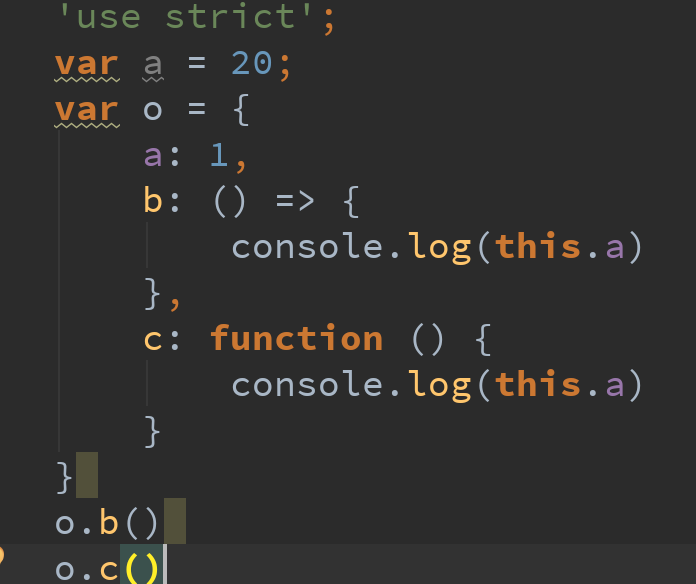 'use strict';
var a = 20;
var o = {
    a: 1,
    b: () => {
        console.log(this.a)
    },
    c: function () {
        console.log(this.a)
    }
}
o.b()
o.c()